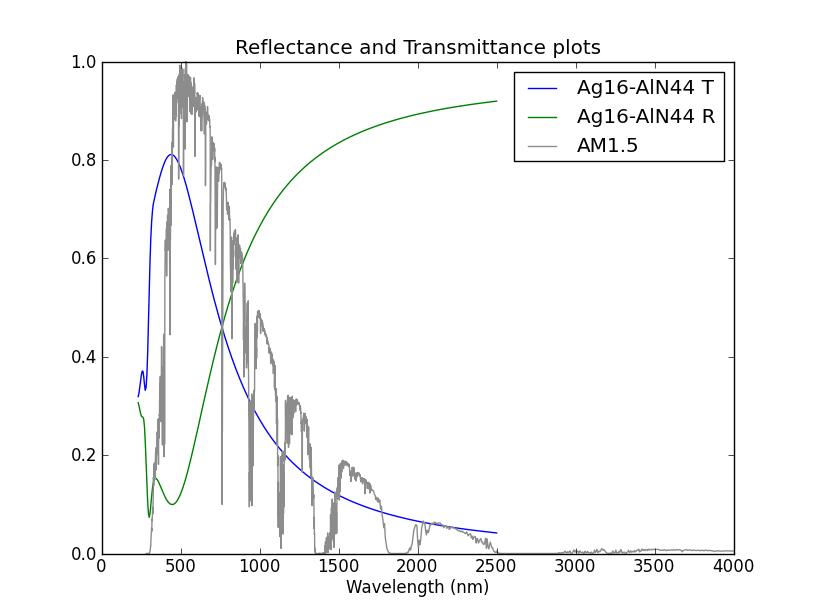 Reflectance and Transmittance plots
1.0
0.8
0.6
0.4
0.2
0.0
Ag16-AlN44 T
Ag16-AlN44 R
AM1.5
0 500 1000 1500 2000 2500 3000 3500 4000
Wavelength (nm)